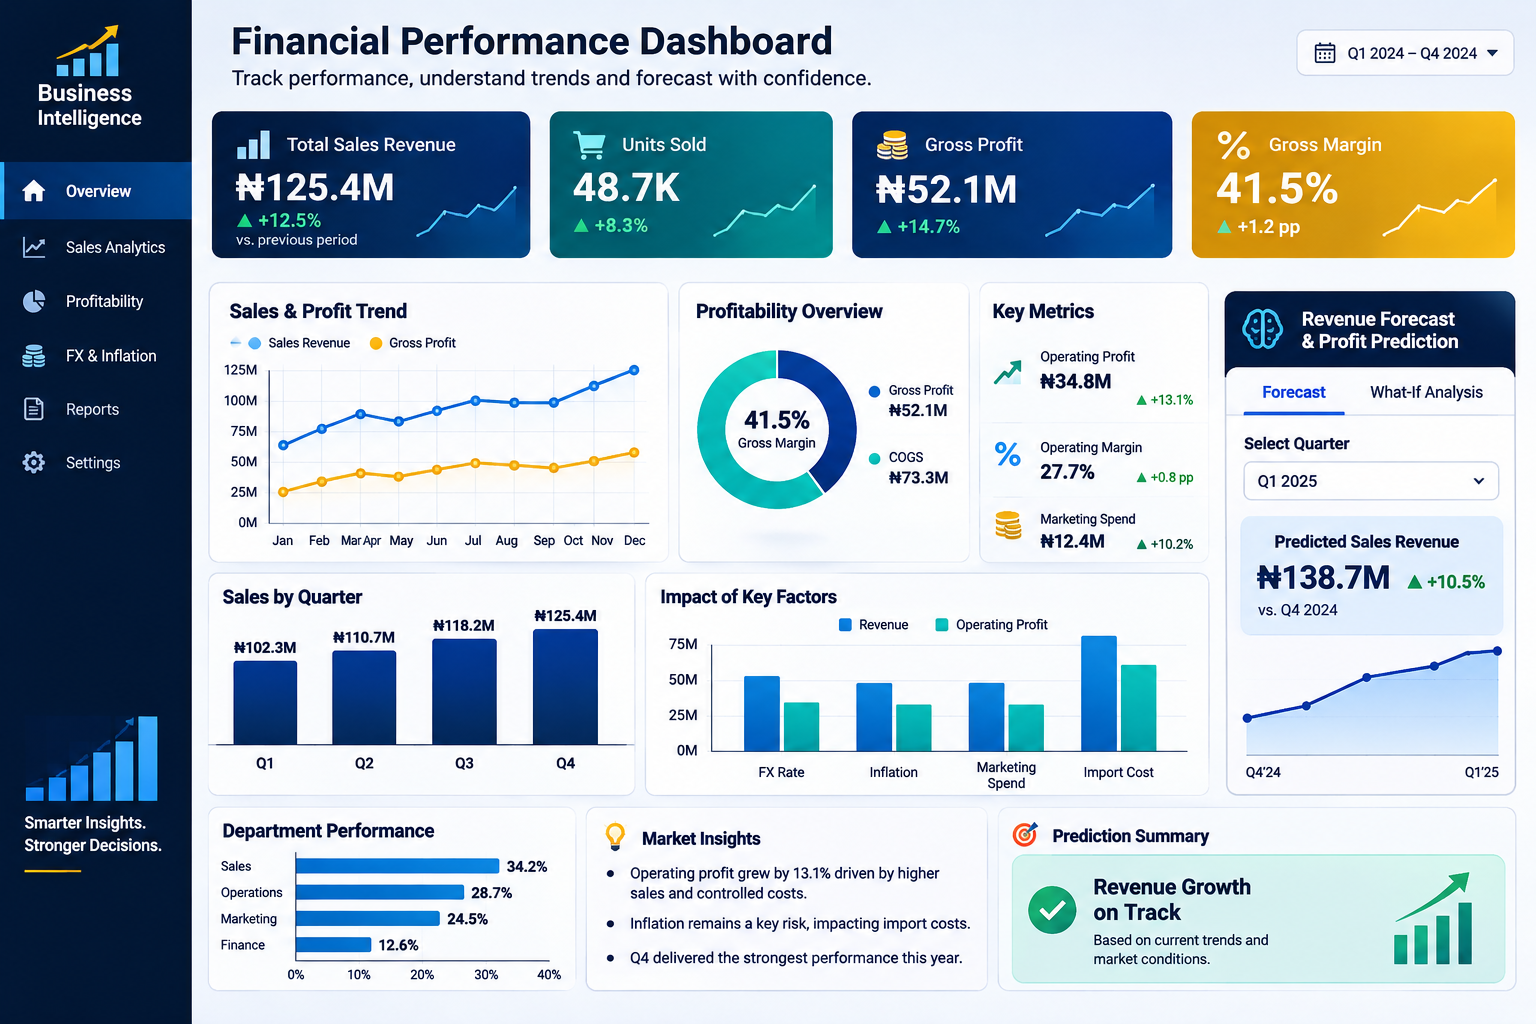 Business
Intelligence
Overview
Sales Analytics
Profitability
FX & Inflation
Reports
Settings
Smarter Insights.
Stronger Decisions.
Financial Performance Dashboard
Track performance, understand trends and forecast with confidence.
Q1 2024 – Q4 2024
Total Sales Revenue
₦125.4M
▲ +12.5%
vs. previous period
Units Sold
48.7K
▲ +8.3%
Gross Profit
₦52.1M
▲ +14.7%
% Gross Margin
41.5%
▲ +1.2 pp
Sales & Profit Trend
Sales Revenue Gross Profit
125M
100M
75M
50M
25M
0M
Jan Feb Mar Apr May Jun Jul Aug Sep Oct Nov Dec
Profitability Overview
41.5%
Gross Margin
Gross Profit
₦52.1M
COGS
₦73.3M
Key Metrics
Operating Profit
₦34.8M
▲ +13.1%
%
Operating Margin
27.7%
▲ +0.8 pp
Marketing Spend
₦12.4M
▲ +10.2%
Revenue Forecast
& Profit Prediction
Forecast What-If Analysis
Select Quarter
Q1 2025
Predicted Sales Revenue
₦138.7M ▲ +10.5%
vs. Q4 2024
Q4'24 Q1'25
Sales by Quarter
₦102.3M ₦110.7M ₦118.2M ₦125.4M
Q1 Q2 Q3 Q4
Impact of Key Factors
Revenue Operating Profit
75M
50M
25M
0M
FX Rate Inflation Marketing Spend Import Cost
Department Performance
Sales 34.2%
Operations 28.7%
Marketing 24.5%
Finance 12.6%
0% 10% 20% 30% 40%
Market Insights
• Operating profit grew by 13.1% driven by higher
sales and controlled costs.
• Inflation remains a key risk, impacting import costs.
• Q4 delivered the strongest performance this year.
Prediction Summary
Revenue Growth
on Track
Based on current trends and
market conditions.